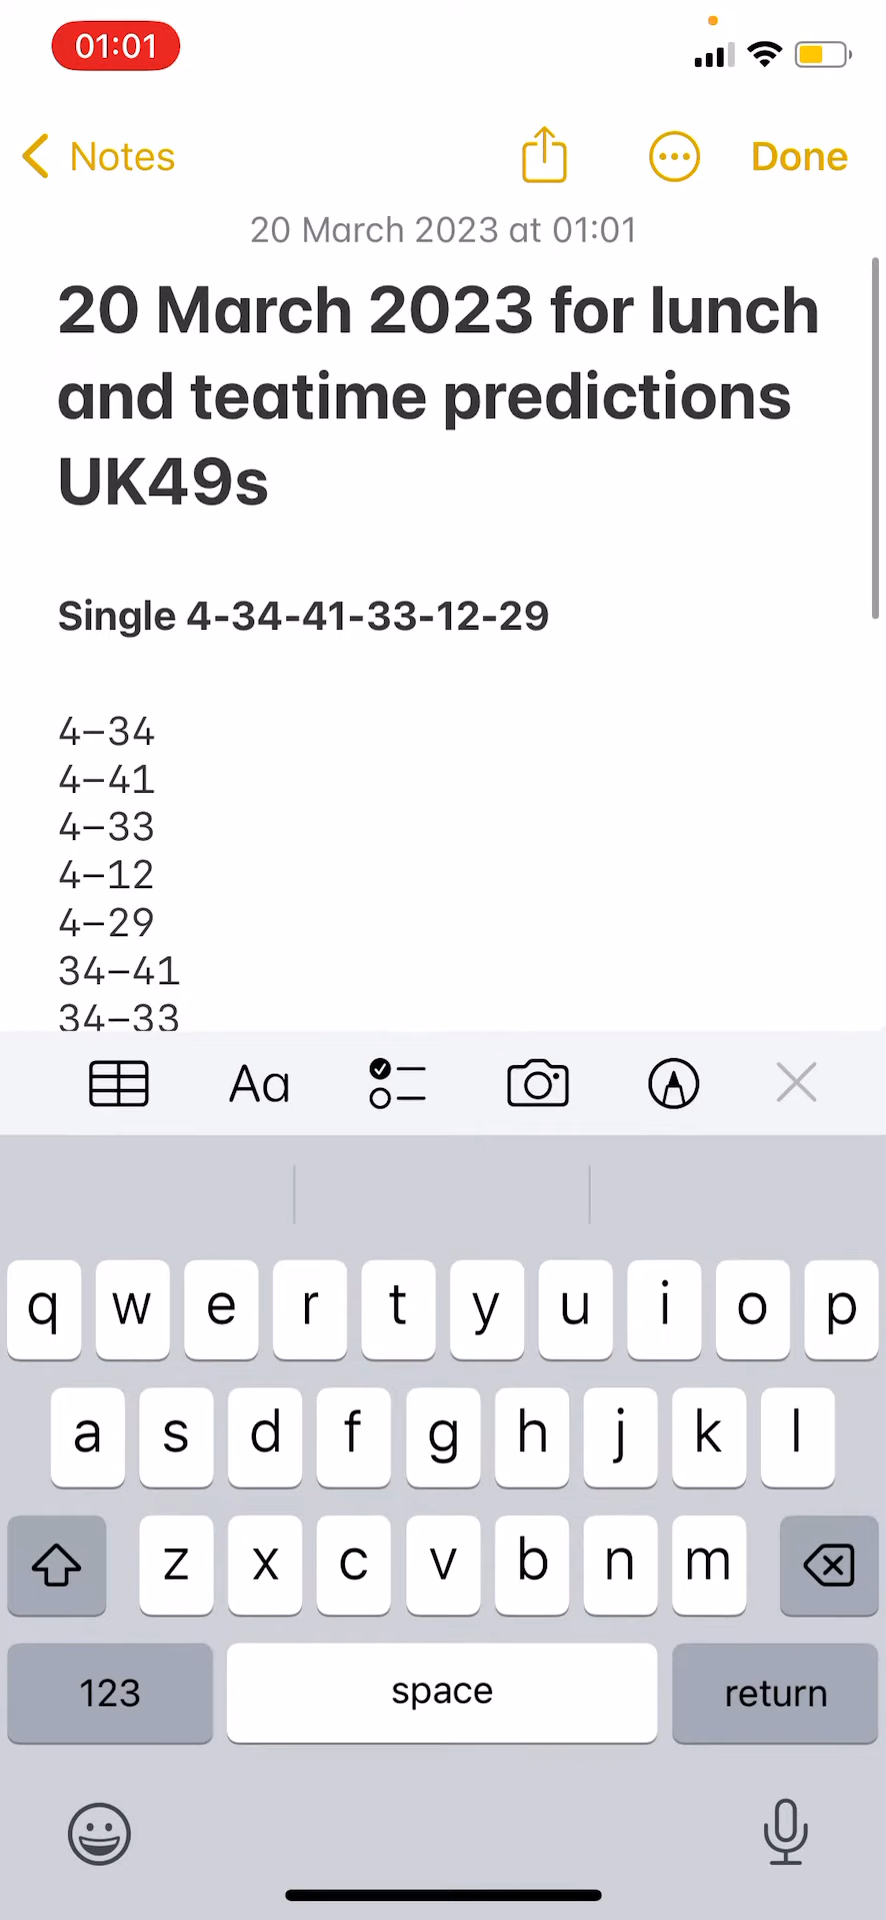 01:01
Notes
Done
20 March 2023 at 01:01
20 March 2023 for lunch
and teatime predictions
UK49s
Single 4-34-41-33-12-29
4–34
4–41
4–33
4–12
4–29
34–41
34–33
Aa
q w e r t y u i o p
a s d f g h j k l
z x c v b n m
123 space return